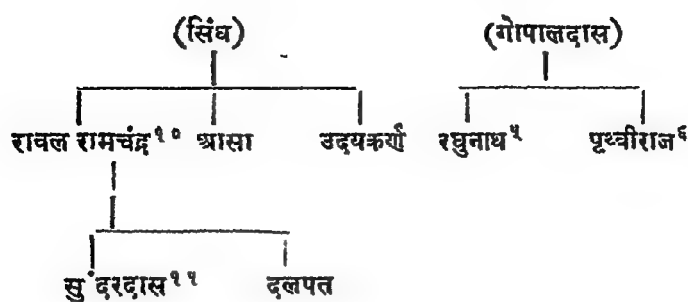 (सिंघ) (गोपालदास)
रावल रामचंद्र१० आसा उदयकर्ण रघुनाथ५ पृथ्वीराज६
सुंदरदास११ दलपत